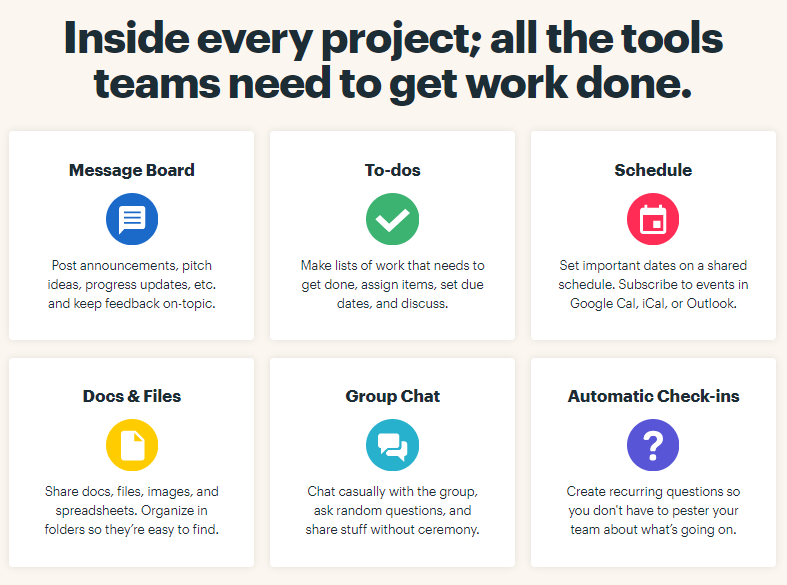 Inside every project; all the tools
teams need to get work done.
Message Board
Post announcements, pitch
ideas, progress updates, etc.
and keep feedback on-topic.
To-dos
Make lists of work that needs to
get done, assign items, set due
dates, and discuss.
Schedule
Set important dates on a shared
schedule. Subscribe to events in
Google Cal, iCal, or Outlook.
Docs & Files
Share docs, files, images, and
spreadsheets. Organize in
folders so they’re easy to find.
Group Chat
Chat casually with the group,
ask random questions, and
share stuff without ceremony.
Automatic Check-ins
?
Create recurring questions so
you don't have to pester your
team about what’s going on.